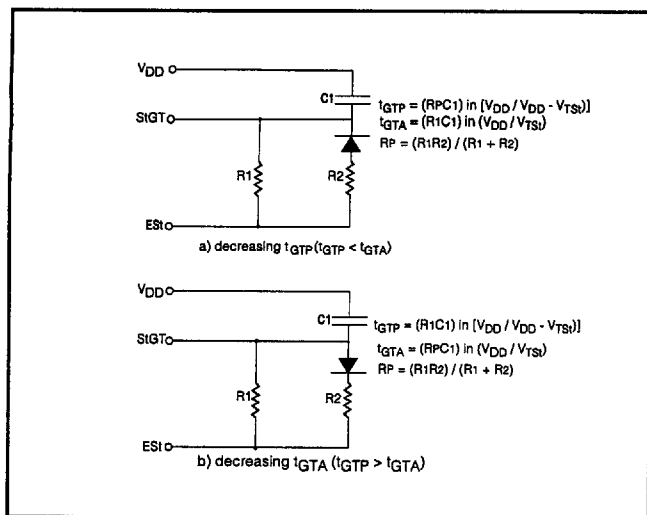 VDD
C1
tGTP = (RPC1) in [VDD / VDD - VTSt)]
StGT
tGTA = (R1C1) in (VDD / VTSt)
RP = (R1R2) / (R1 + R2)
R1
R2
ESt
a) decreasing tGTP (tGTP < tGTA)
VDD
C1
tGTP = (R1C1) in [VDD / VDD - VTSt)]
StGT
tGTA = (RPC1) in (VDD / VTSt)
RP = (R1R2) / (R1 + R2)
R1
R2
ESt
b) decreasing tGTA (tGTP > tGTA)